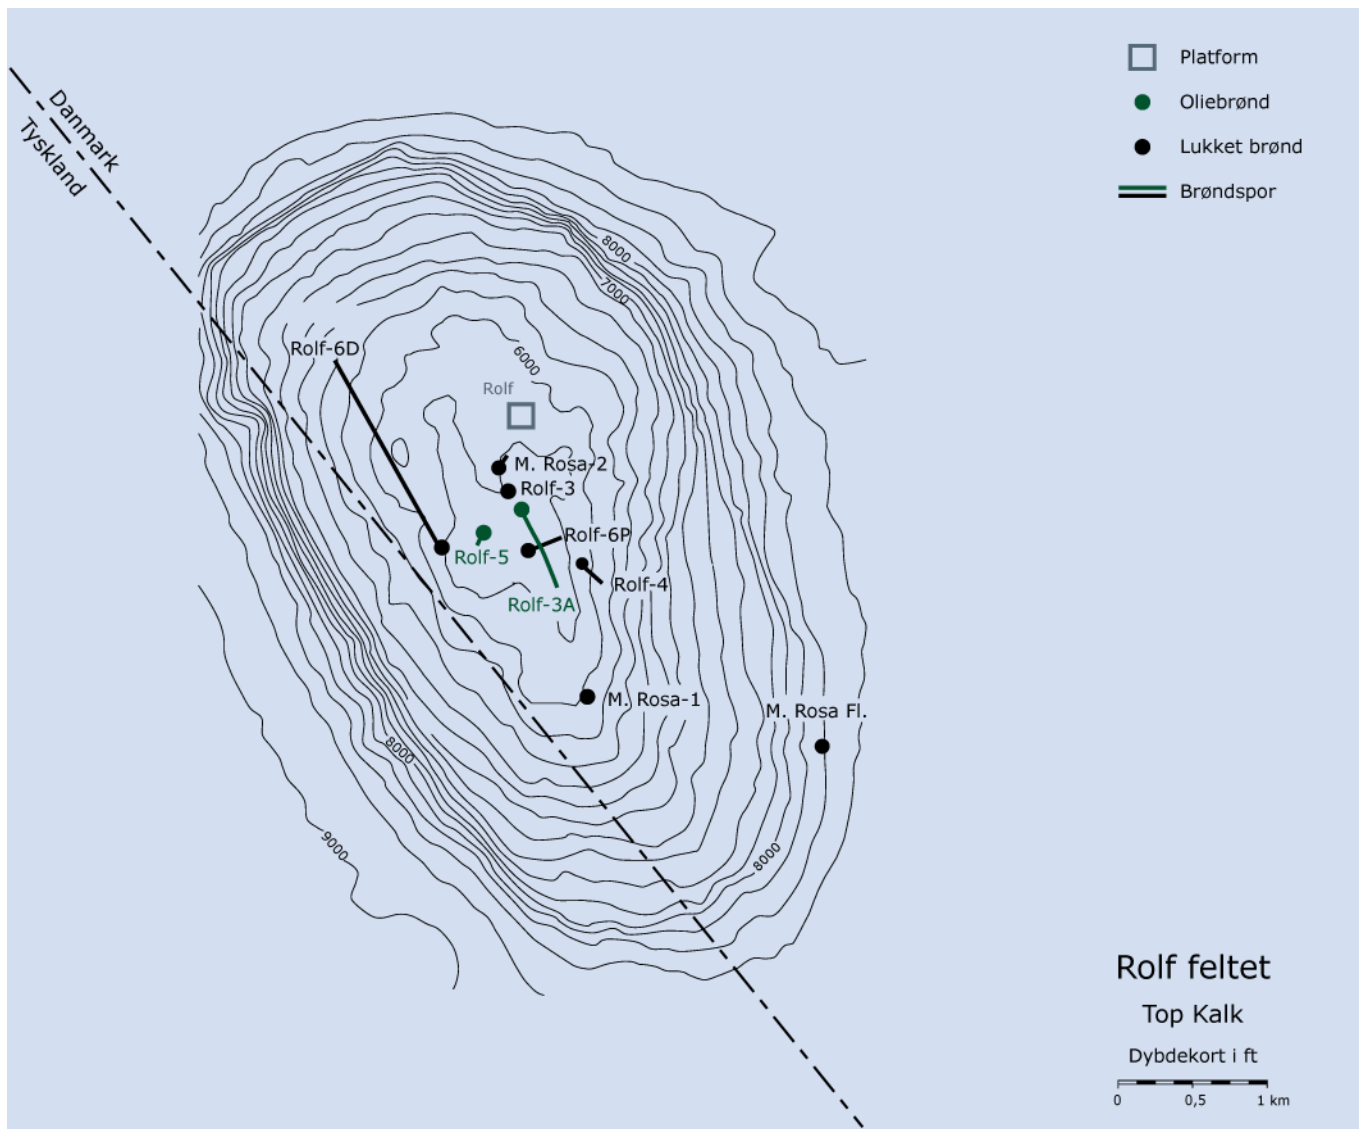 Platform
Oliebrønd
Lukket brønd
Brøndspor
Danmark
Tyskland
8000
7000
6000
Rolf-6D
Rolf
M. Rosa-2
Rolf-3
Rolf-6P
Rolf-5
Rolf-4
Rolf-3A
M. Rosa-1
M. Rosa Fl.
8000
9000
8000
Rolf feltet
Top Kalk
Dybdekort i ft
0 0,5 1 km